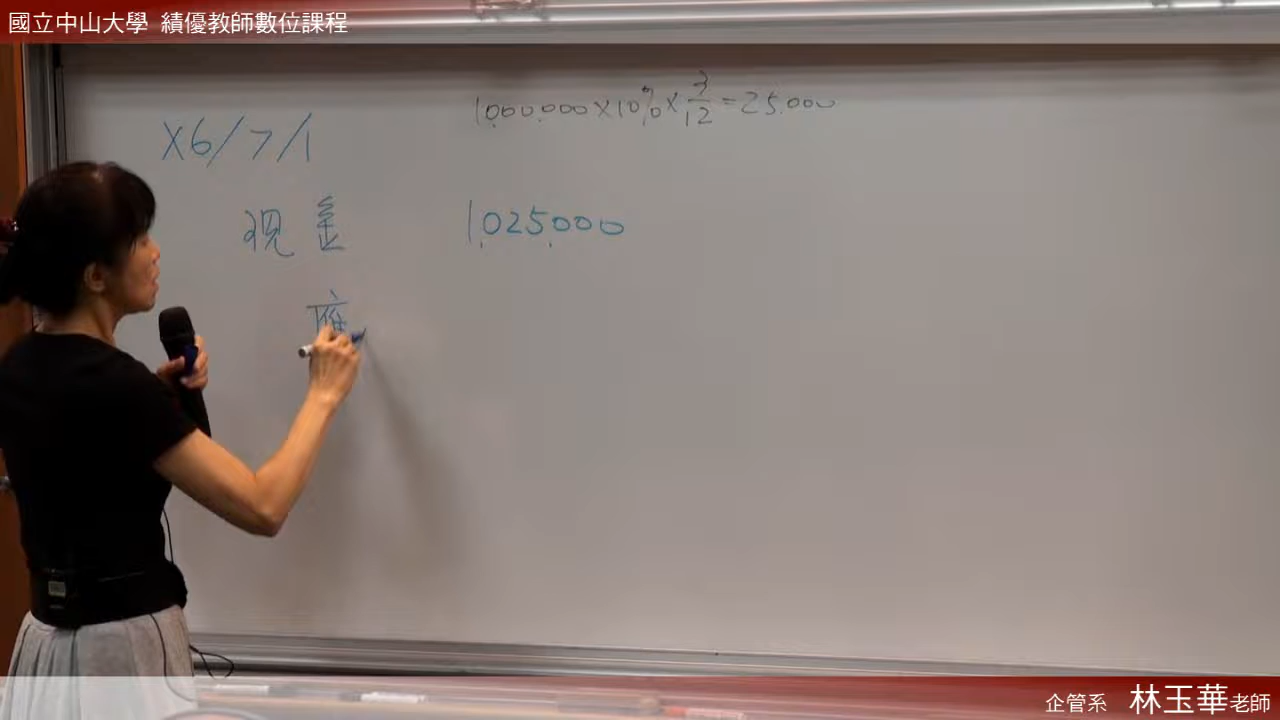 國立中山大學 績優教師數位課程
1,000,000×10%×3/12=25,000
X6/7/1
現金 1,025,000
應
企管系 林玉華老師